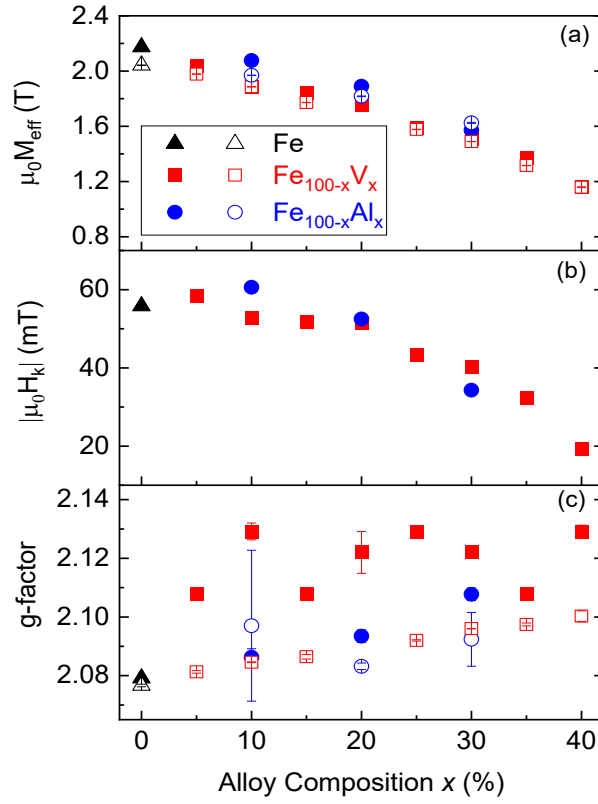 (a)
μ₀M_eff (T)
2.4
2.0
1.6
1.2
0.8
Fe
Fe₁₀₀₋ₓVₓ
Fe₁₀₀₋ₓAlₓ
(b)
|μ₀Hₖ| (mT)
60
40
20
(c)
g-factor
2.14
2.12
2.10
2.08
0 10 20 30 40
Alloy Composition x (%)